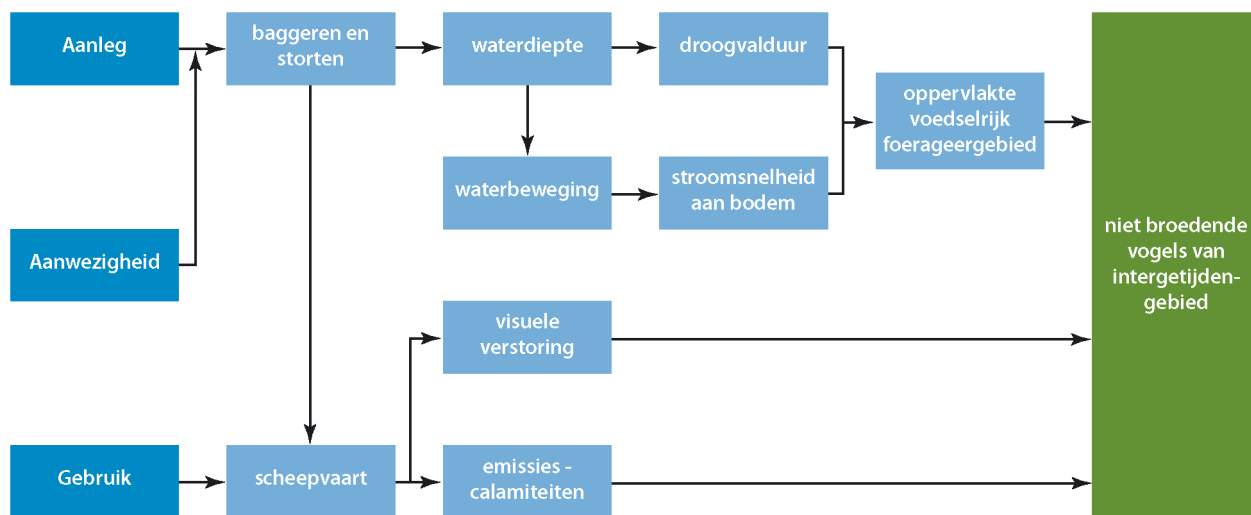 Aanleg
baggeren en
storten
waterdiepte
droogvalduur
oppervlakte
voedselrijk
foerageergebied
waterbeweging
stroomsnelheid
aan bodem
Aanwezigheid
niet broedende
vogels van
intergetijden-
gebied
visuele
verstoring
Gebruik
scheepvaart
emissies -
calamiteiten